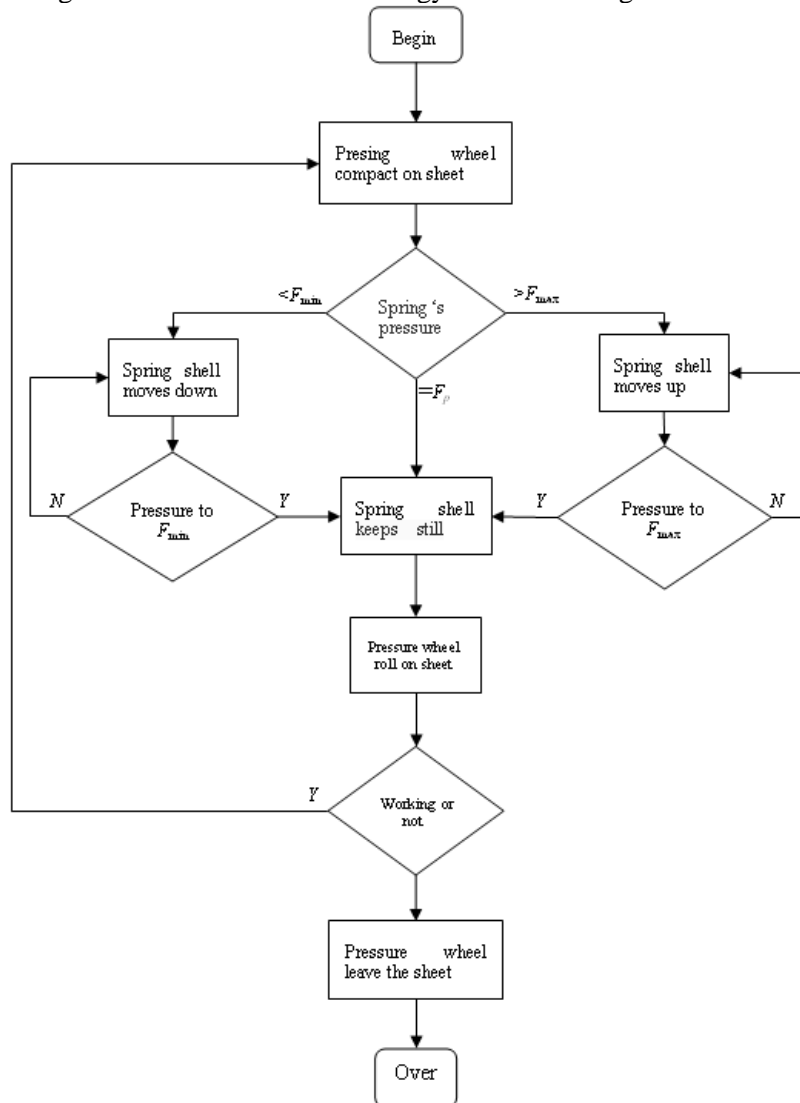 Begin
Presing wheel
compact on sheet
<Fmin
Spring ‘s
pressure
>Fmax
Spring shell
moves down
=Fρ
Spring shell
moves up
N
Pressure to
Fmin
Y
Spring shell
keeps still
Y
Pressure to
Fmax
N
Pressure wheel
roll on sheet
Y
Working or
not
Pressure wheel
leave the sheet
Over